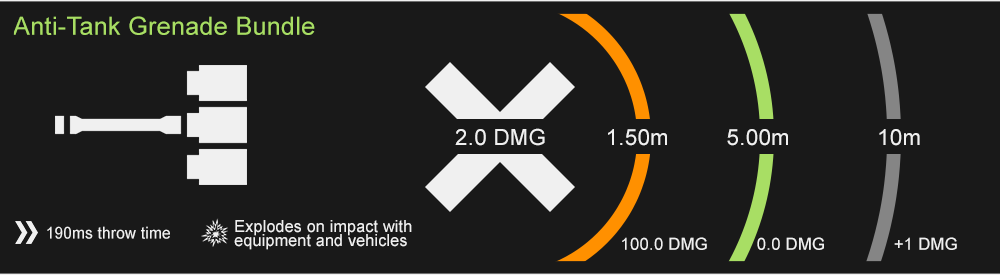 Anti-Tank Grenade Bundle
2.0 DMG
1.50m
5.00m
10m
190ms throw time
Explodes on impact with
equipment and vehicles
100.0 DMG
0.0 DMG
+1 DMG